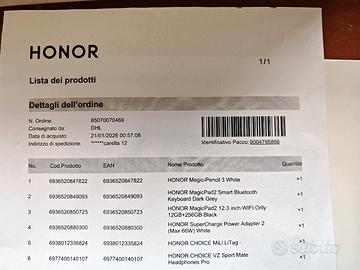 HONOR
1/1
Lista dei prodotti
Dettagli dell'ordine
N. Ordine: 85070070469
Consegnato da: DHL
Data di acquisto: 21/01/2026 00:57:08
Indirizzo di spedizione: ******carella 12
Identificativo Pacco: 9004795866
No. Cod.Prodotto EAN Nome Prodotto Quantità
1 6936520847822 6936520847822 HONOR Magic-Pencil 3 White *1
2 6936520849093 6936520849093 HONOR MagicPad2 Smart Bluetooth *1
Keyboard Dark Grey
3 6936520850723 6936520850723 HONOR MagicPad2 12.3 inch WIFI Only *1
12GB+256GB Black
4 6936520880300 6936520880300 HONOR SuperCharge Power Adapter 2 *1
(Max 66W) White
5 6938012335824 6938012335824 HONOR CHOICE MiLi LiTag *1
6 6977400140107 6977400140107 HONOR CHOICE VZ Sport Mate *1
Headphones Pro
subito